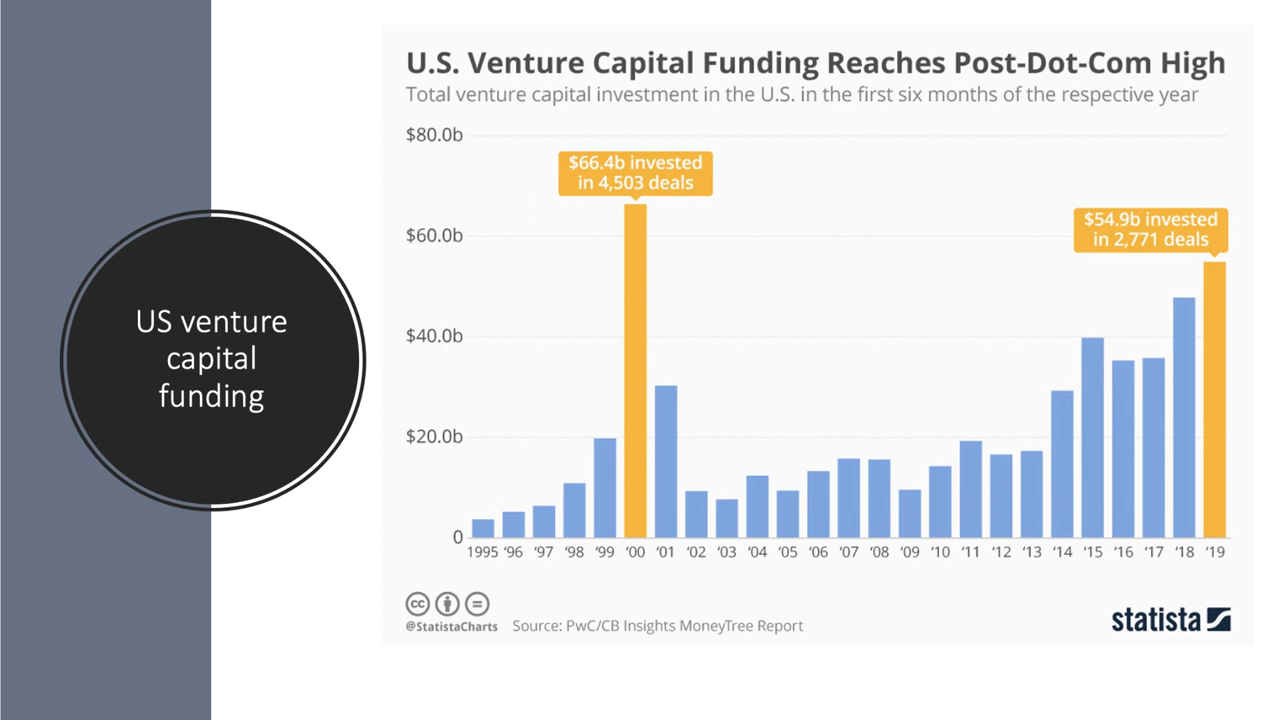 US venture
capital
funding
U.S. Venture Capital Funding Reaches Post-Dot-Com High
Total venture capital investment in the U.S. in the first six months of the respective year
$80.0b
$66.4b invested
in 4,503 deals
$54.9b invested
in 2,771 deals
$60.0b
$40.0b
$20.0b
0
1995 ‘96 ‘97 ‘98 ‘99 ‘00 ‘01 ‘02 ‘03 ‘04 ‘05 ‘06 ‘07 ‘08 ‘09 ‘10 ‘11 ‘12 ‘13 ‘14 ‘15 ‘16 ‘17 ‘18 ‘19
cc
@StatistaCharts Source: PwC/CB Insights MoneyTree Report
statista